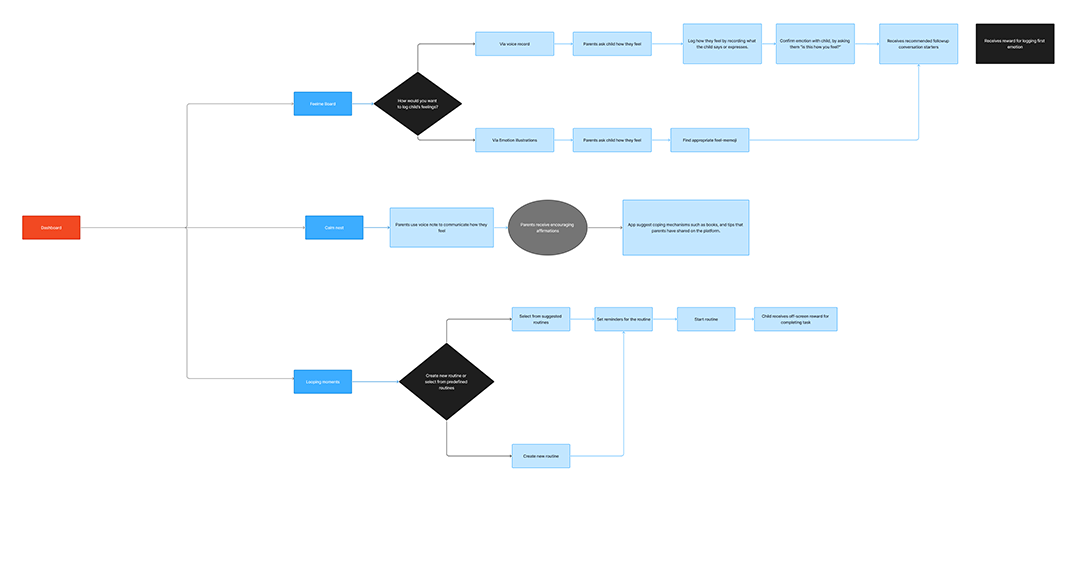 Via voice record
Parents ask child how they feel
Log how they feel by recording what
the child says or expresses.
Confirm emotion with child, by asking
them "is this how you feel?"
Receives recommended followup
conversation starters
Receives reward for logging first
emotion
Feelme Board
How would you want
to log child's feelings?
Via Emotion illustrations
Parents ask child how they feel
Find appropriate feel-memoji
Dashboard
Calm nest
Parents use voice note to communicate how they
feel
Parents receive encouraging
affirmations
App suggest coping mechanisms such as books, and tips that
parents have shared on the platform.
Select from suggested
routines
Set reminders for the routine
Start routine
Child receives off-screen reward for
completing task
Looping moments
Create new routine or
select from predefined
routines
Create new routine